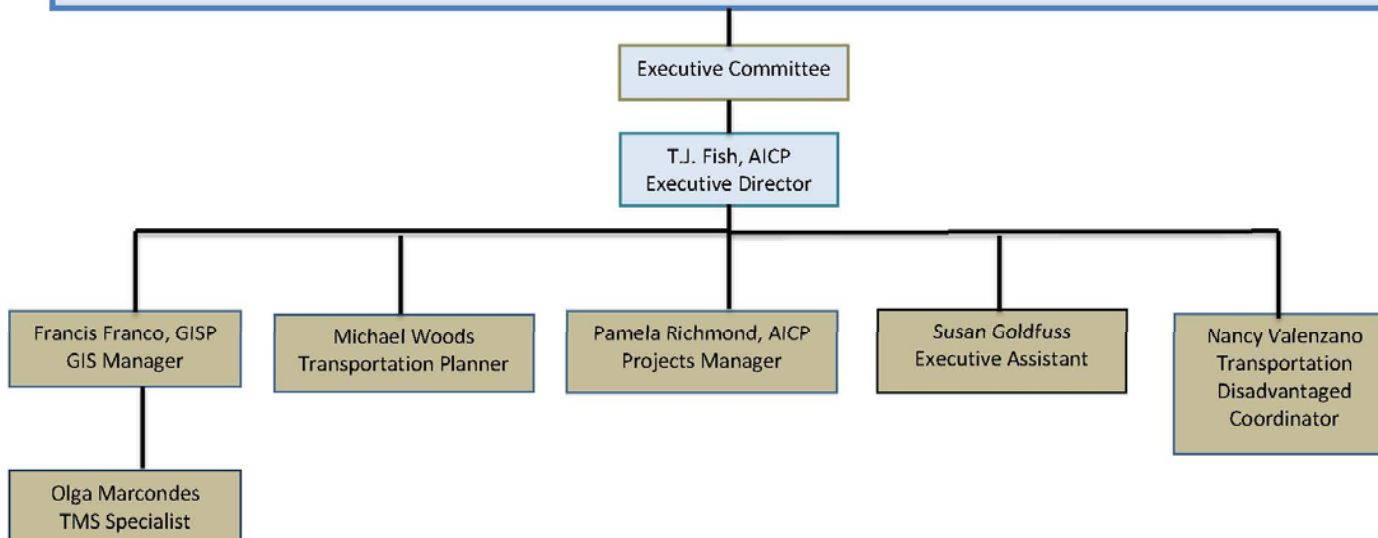 Executive Committee
T.J. Fish, AICP
Executive Director
Francis Franco, GISP
GIS Manager
Michael Woods
Transportation Planner
Pamela Richmond, AICP
Projects Manager
Susan Goldfuss
Executive Assistant
Nancy Valenzano
Transportation
Disadvantaged
Coordinator
Olga Marcondes
TMS Specialist